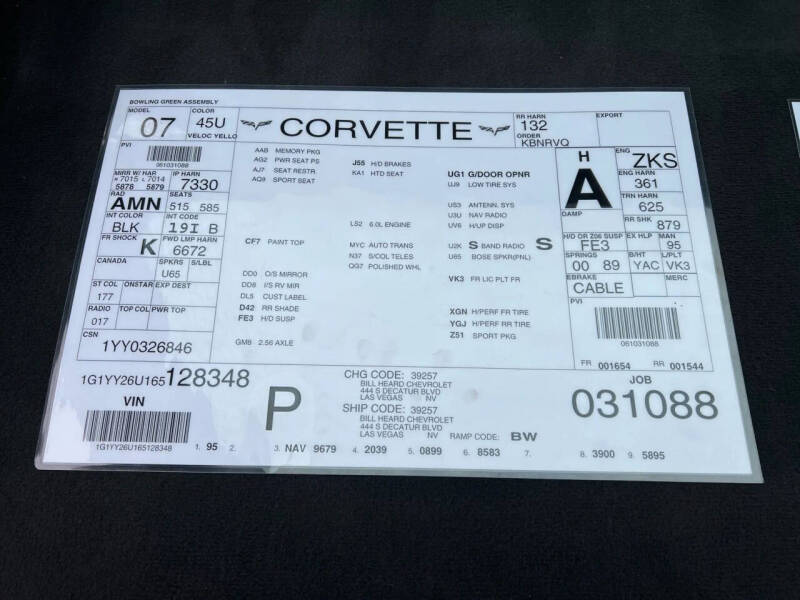 BOWLING GREEN ASSEMBLY
MODEL 07
COLOR 45U
VELOC YELLO
CORVETTE
RR HARN 132
ORDER KBNRVQ
EXPORT
PVI
061031088
MIRR W/ HAR
R 7015 L 7014
5878 5879
IP HARN 7330
RAD AMN
SEATS 515 585
INT COLOR BLK
INT CODE 19I B
FR SHOCK K
FWD LMP HARN 6672
CANADA
SPKRS U65
S/LBL
ST COL 177
ONSTAR
EXP DEST
RADIO 017
TOP COL
PWR TOP
CSN
1YY0326846
AAB MEMORY PKG
AG2 PWR SEAT PS
AJ7 SEAT RESTR.
AQ9 SPORT SEAT
CF7 PAINT TOP
DD0 O/S MIRROR
DD8 I/S RV MIR
DL5 CUST LABEL
D42 RR SHADE
FE3 H/D SUSP
GM8 2.56 AXLE
J55 H/D BRAKES
KA1 HTD SEAT
LS2 6.0L ENGINE
MYC AUTO TRANS
N37 S/COL TELES
QG7 POLISHED WHL
UG1 G/DOOR OPNR
UJ9 LOW TIRE SYS
US3 ANTENN. SYS
U3U NAV RADIO
UV6 H/UP DISP
U2K S BAND RADIO S
U65 BOSE SPKR(PNL)
VK3 FR LIC PLT FR
XGN H/PERF FR TIRE
YGJ H/PERF RR TIRE
Z51 SPORT PKG
H
A
DAMP
ENG ZKS
ENG HARN 361
TRN HARN 625
RR SHK 879
H/D OR Z06 SUSP FE3
EX HLP
MAN 95
SPRINGS 00 89
B/HT YAC
L/PLT VK3
EBRAKE CABLE
MERC
PVI
061031088
FR 001654 RR 001544
1G1YY26U165128348
VIN
1G1YY26U165128348
P
CHG CODE: 39257
BILL HEARD CHEVROLET
444 S DECATUR BLVD
LAS VEGAS NV
SHIP CODE: 39257
BILL HEARD CHEVROLET
444 S DECATUR BLVD
LAS VEGAS NV
RAMP CODE: BW
JOB
031088
1. 95 2. 3. NAV 9679 4. 2039 5. 0899 6. 8583 7. 8. 3900 9. 5895